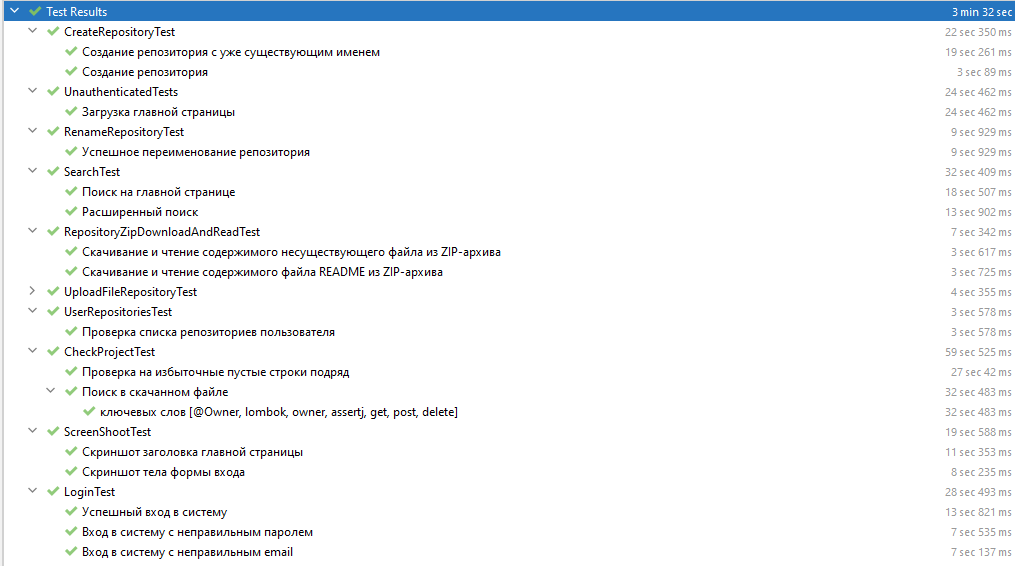 Test Results 3 min 32 sec
CreateRepositoryTest 22 sec 350 ms
Создание репозитория с уже существующим именем 19 sec 261 ms
Создание репозитория 3 sec 89 ms
UnauthenticatedTests 24 sec 462 ms
Загрузка главной страницы 24 sec 462 ms
RenameRepositoryTest 9 sec 929 ms
Успешное переименование репозитория 9 sec 929 ms
SearchTest 32 sec 409 ms
Поиск на главной странице 18 sec 507 ms
Расширенный поиск 13 sec 902 ms
RepositoryZipDownloadAndReadTest 7 sec 342 ms
Скачивание и чтение содержимого несуществующего файла из ZIP-архива 3 sec 617 ms
Скачивание и чтение содержимого файла README из ZIP-архива 3 sec 725 ms
UploadFileRepositoryTest 4 sec 355 ms
UserRepositoriesTest 3 sec 578 ms
Проверка списка репозиториев пользователя 3 sec 578 ms
CheckProjectTest 59 sec 525 ms
Проверка на избыточные пустые строки подряд 27 sec 42 ms
Поиск в скачанном файле 32 sec 483 ms
ключевых слов [@Owner, lombok, owner, assertj, get, post, delete] 32 sec 483 ms
ScreenShootTest 19 sec 588 ms
Скриншот заголовка главной страницы 11 sec 353 ms
Скриншот тела формы входа 8 sec 235 ms
LoginTest 28 sec 493 ms
Успешный вход в систему 13 sec 821 ms
Вход в систему с неправильным паролем 7 sec 535 ms
Вход в систему с неправильным email 7 sec 137 ms